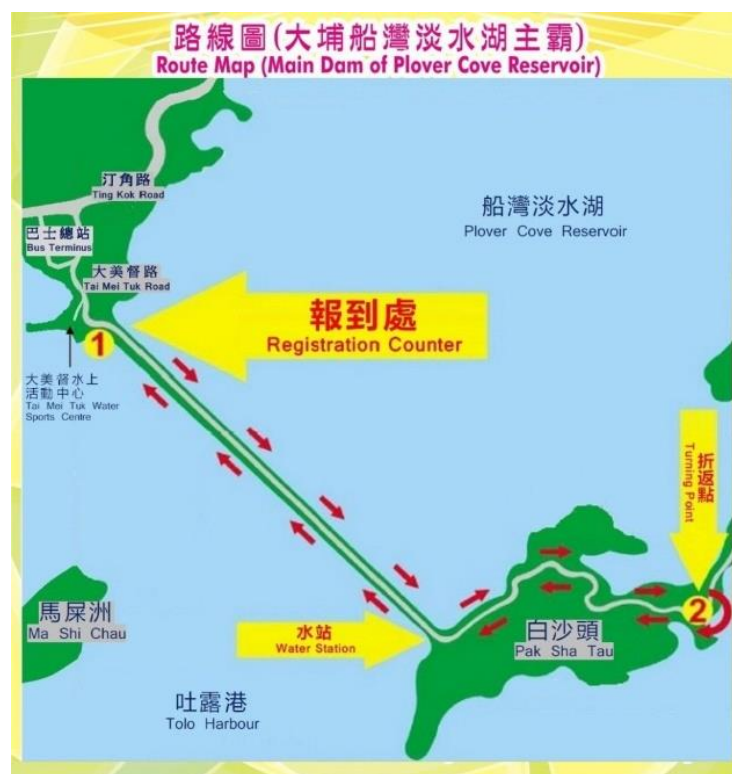 路線圖(大埔船灣淡水湖主霸)
Route Map (Main Dam of Plover Cove Reservoir)
汀角路
Ting Kok Road
船灣淡水湖
Plover Cove Reservoir
巴士總站
Bus Terminus
大美督路
Tai Mei Tuk Road
報到處
Registration Counter
1
大美督水上
活動中心
Tai Mei Tuk Water
Sports Centre
折返點
Turning Point
2
馬屎洲
Ma Shi Chau
水站
Water Station
白沙頭
Pak Sha Tau
吐露港
Tolo Harbour